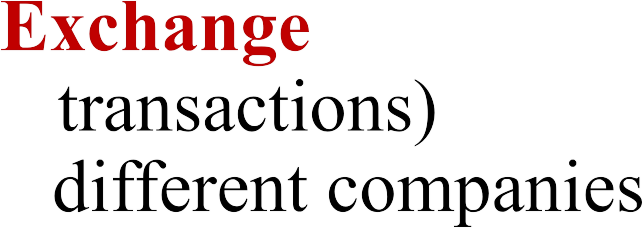 Exchange
transactions)
different companies